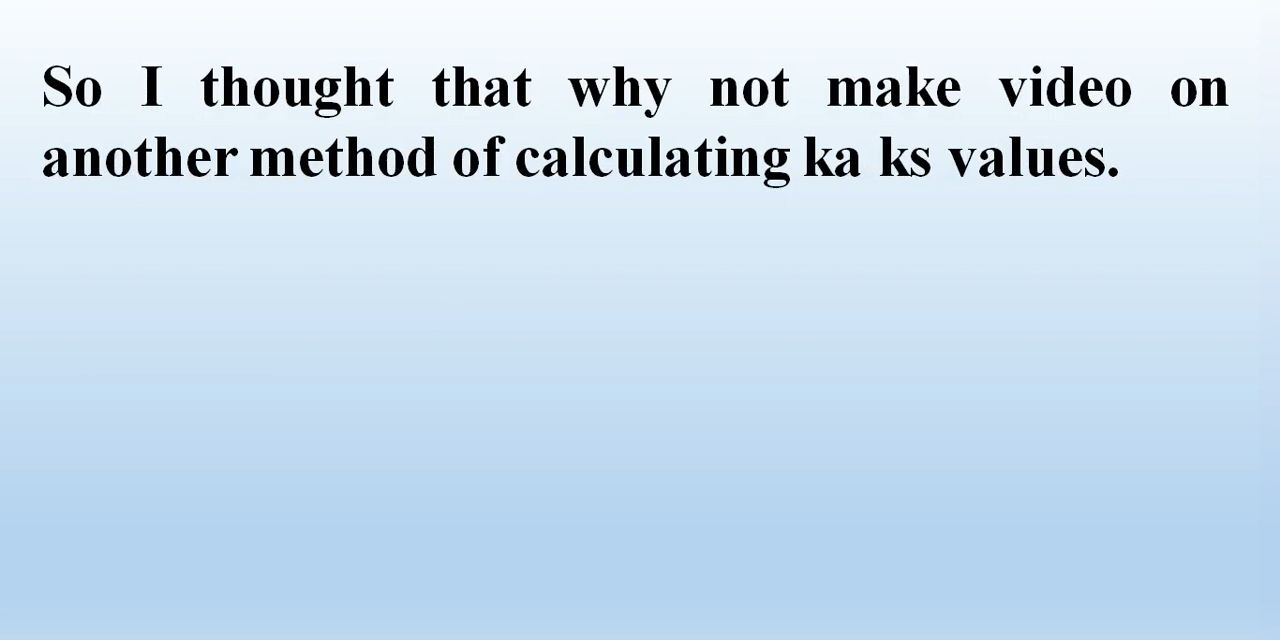 So I thought that why not make video on
another method of calculating ka ks values.